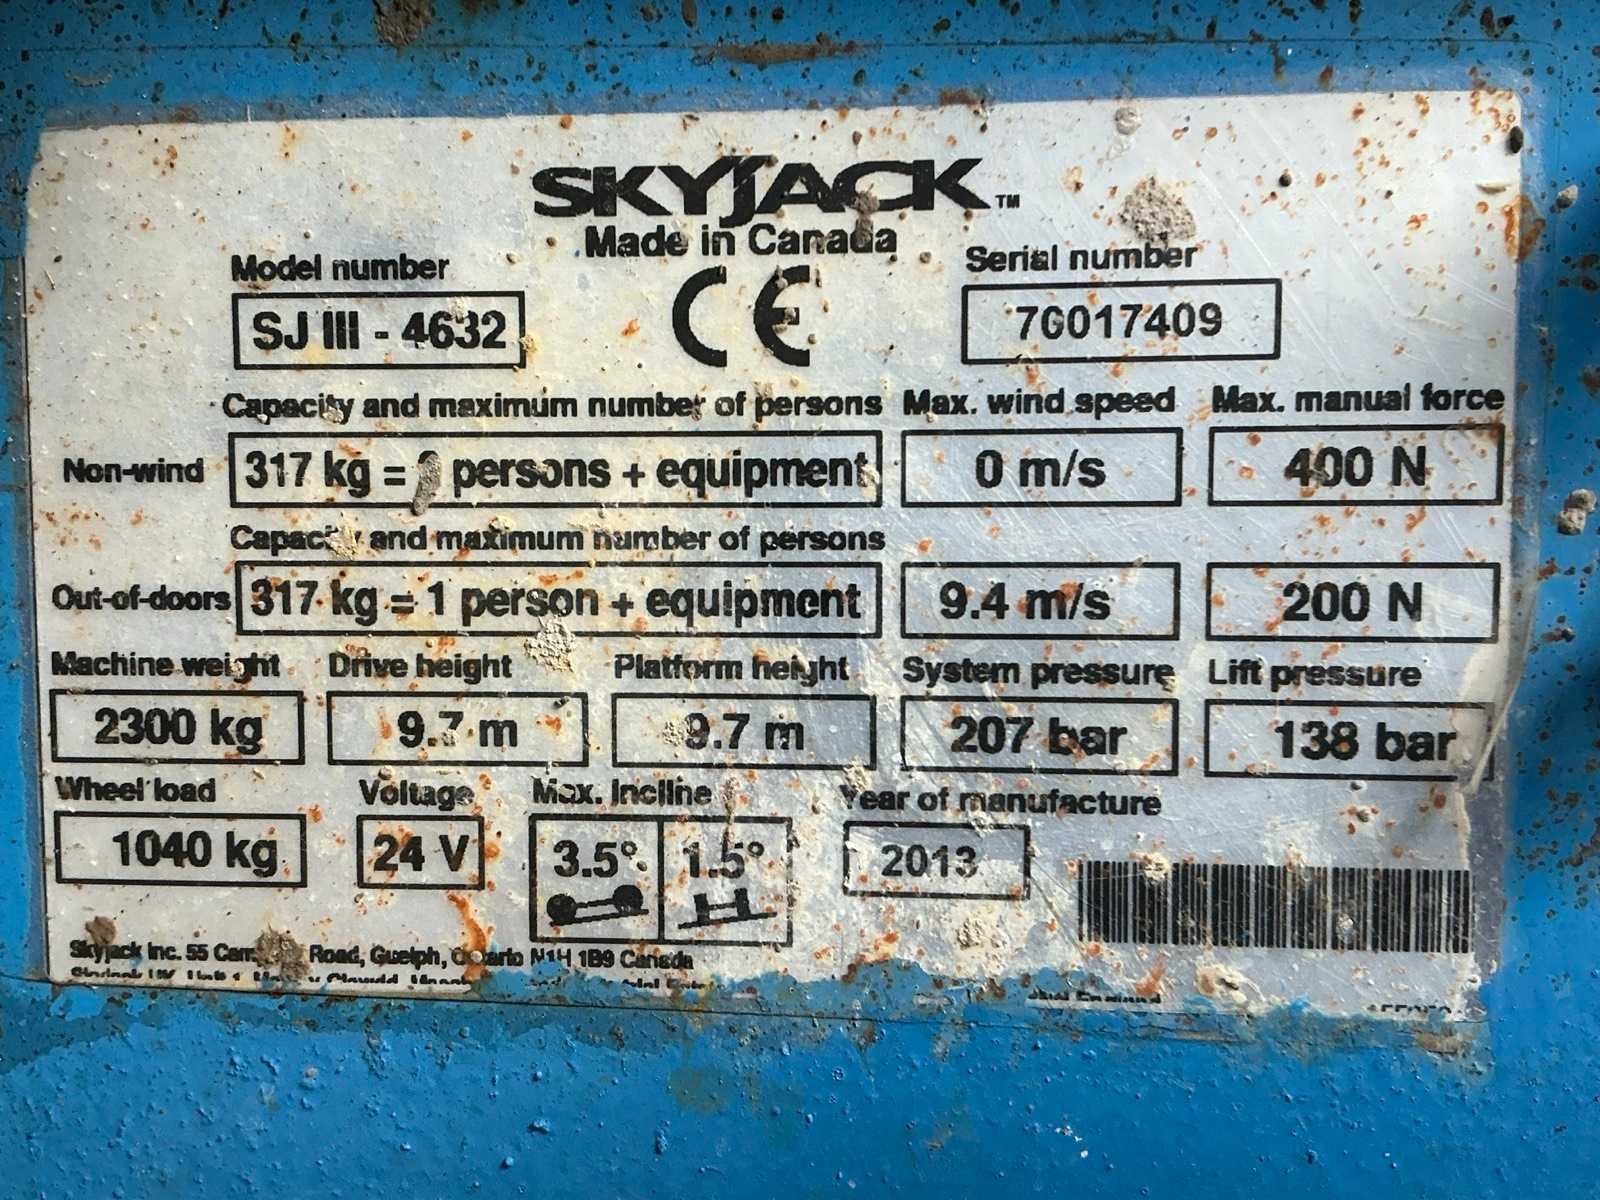 SKYJACK™
Made in Canada
Model number
SJ III - 4632
CE
Serial number
70017409
Capacity and maximum number of persons
Max. wind speed
Max. manual force
Non-wind
317 kg = persons + equipment
0 m/s
400 N
Capacity and maximum number of persons
Out-of-doors
317 kg = 1 person + equipment
9.4 m/s
200 N
Machine weight
Drive height
Platform height
System pressure
Lift pressure
2300 kg
9.7 m
9.7 m
207 bar
138 bar
Wheel load
Voltage
Max. Incline
Year of manufacture
1040 kg
24 V
3.5°
1.5°
2013
Skyjack Inc. 55 Road, Guelph, Ontario N1H 1B9 Canada